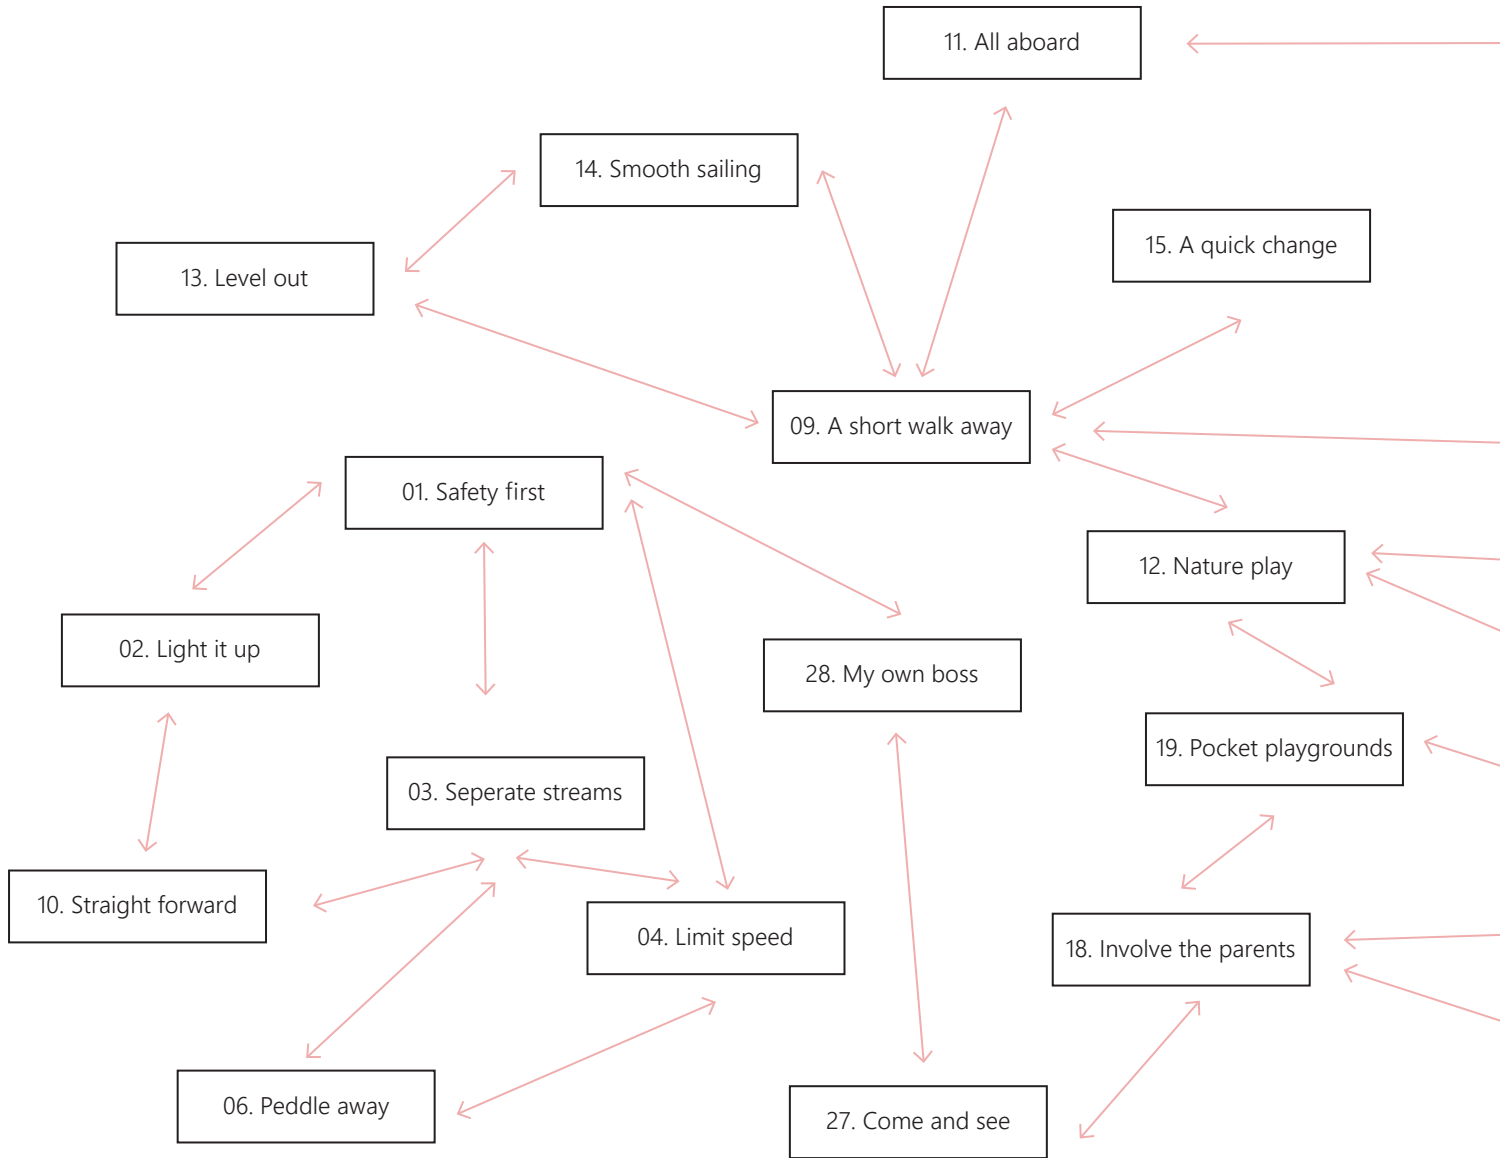 11. All aboard
14. Smooth sailing
15. A quick change
13. Level out
09. A short walk away
01. Safety first
12. Nature play
02. Light it up
28. My own boss
19. Pocket playgrounds
03. Seperate streams
10. Straight forward
04. Limit speed
18. Involve the parents
06. Peddle away
27. Come and see